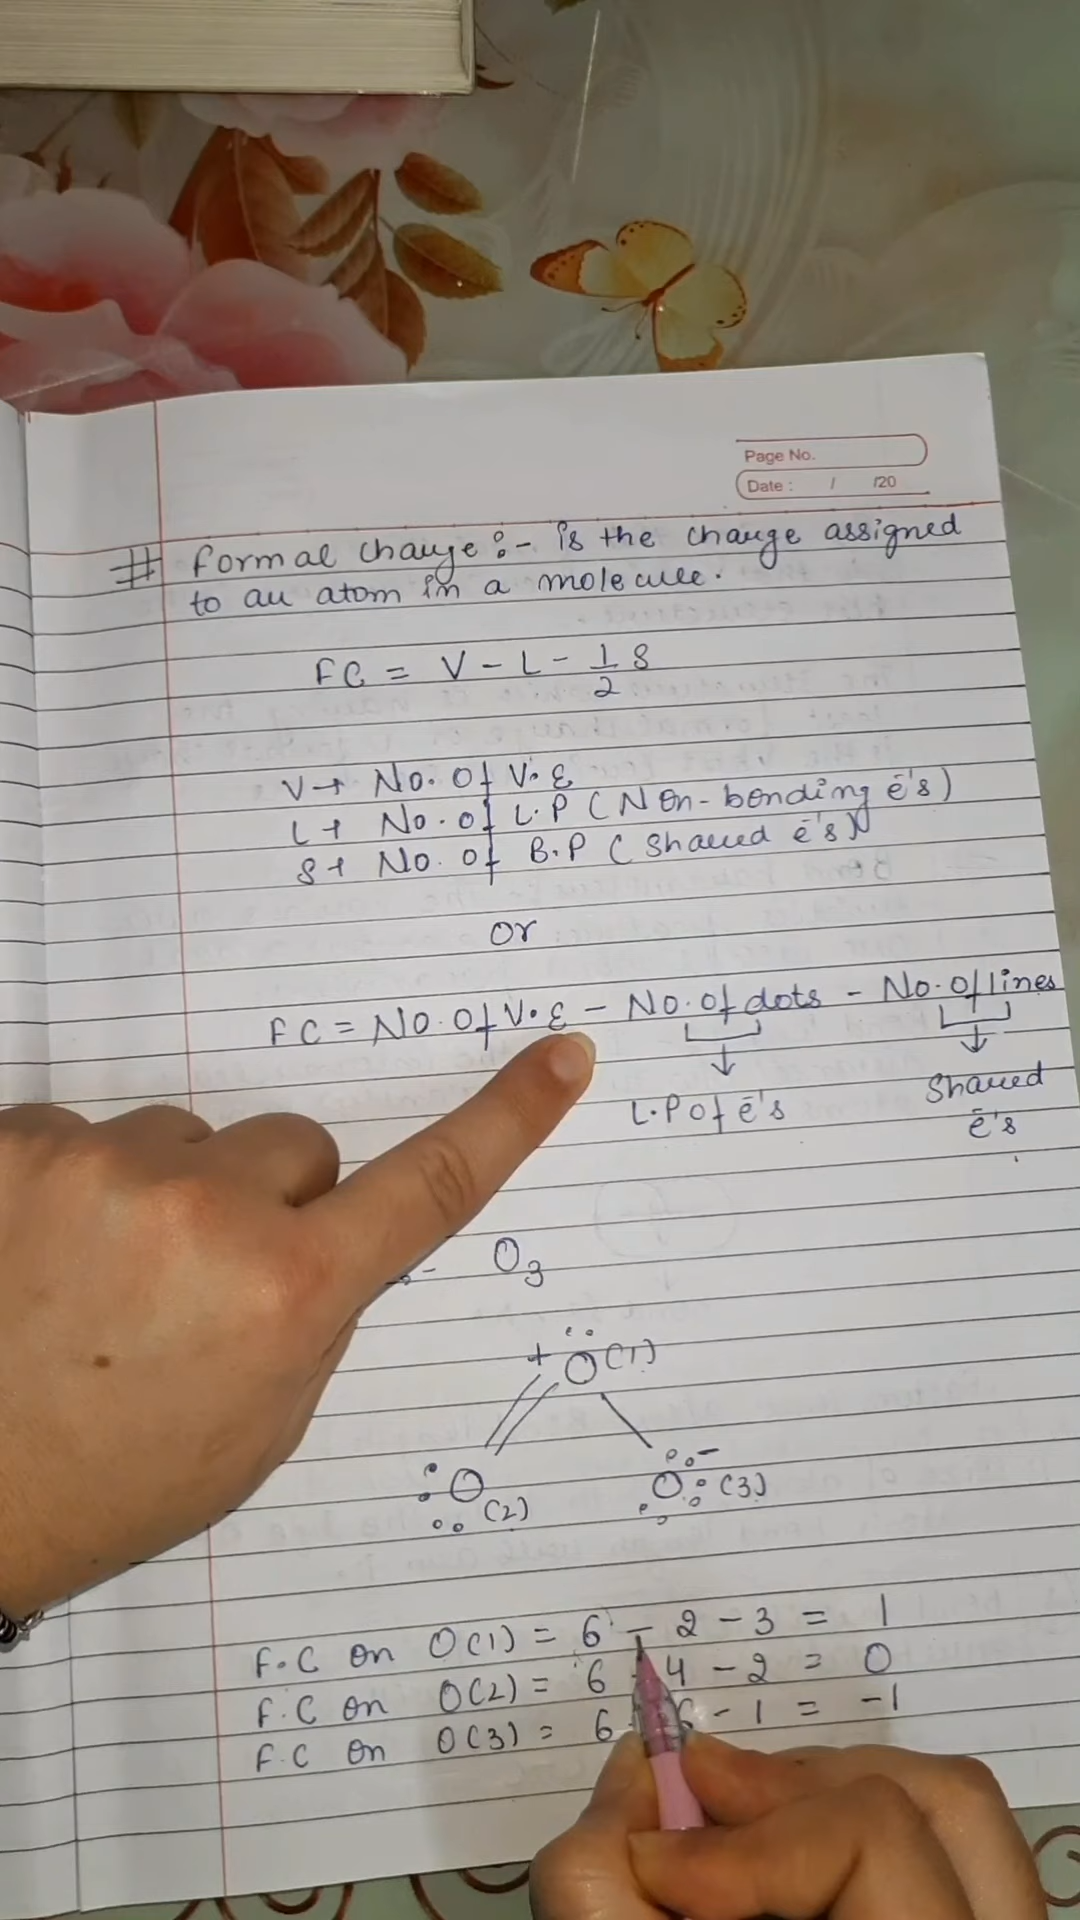 Page No.
Date : / /20
# formal charge :- is the charge assigned
to an atom in a molecule.
FC = V - L - 1/2 S
V → No. of V.E
L → No. of L.P (Non-bonding e̅'s)
S → No. of B.P (Shared e̅'s)
or
FC = No. of V.E - No. of dots - No. of lines
L.P of e̅'s
Shared
e̅'s
O3
+ O(1)
O
(2)
O - (3)
F.C on O(1) = 6 - 2 - 3 = 1
F.C on O(2) = 6 - 4 - 2 = 0
F.C on O(3) = 6 - 6 - 1 = -1